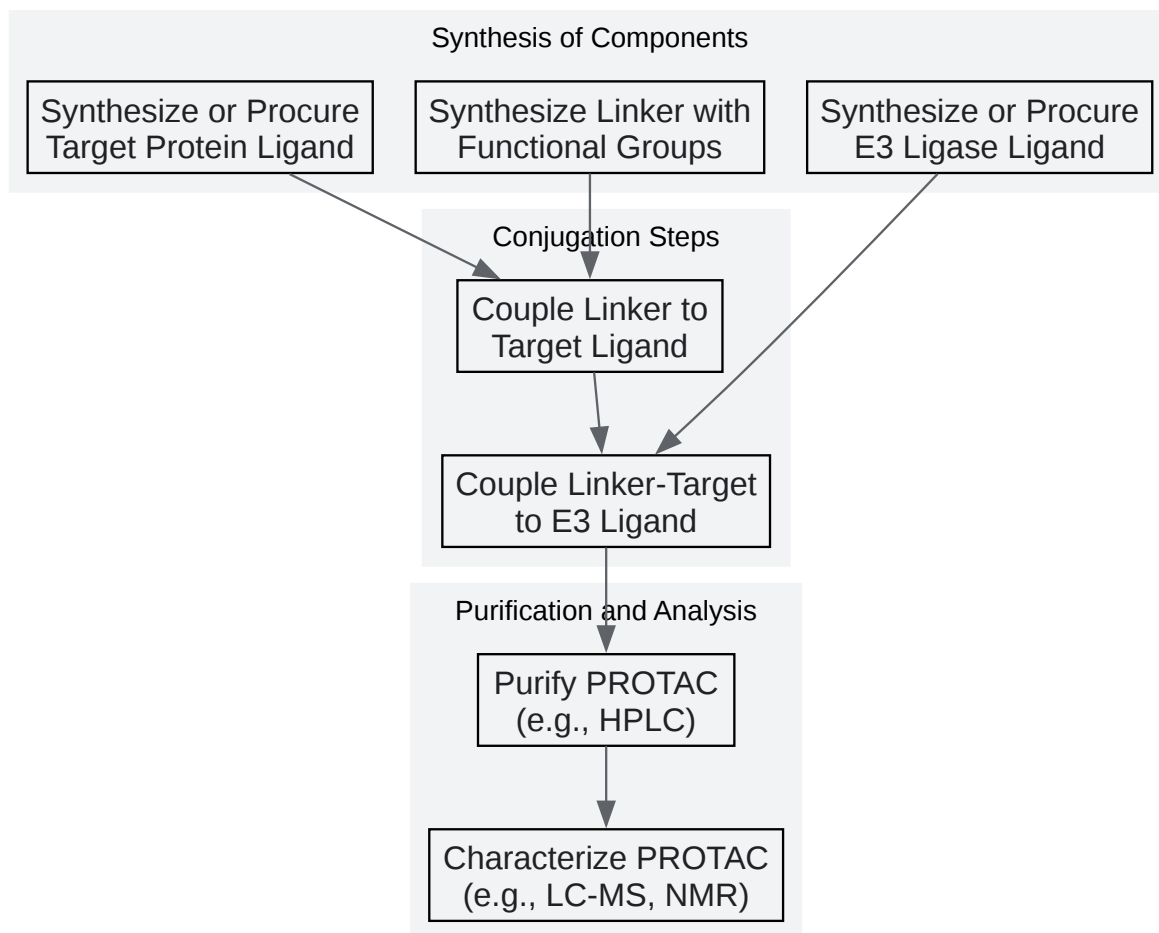 Synthesis of Components
Synthesize or Procure
Target Protein Ligand
Synthesize Linker with
Functional Groups
Synthesize or Procure
E3 Ligase Ligand
Conjugation Steps
Couple Linker to
Target Ligand
Couple Linker-Target
to E3 Ligand
Purification and Analysis
Purify PROTAC
(e.g., HPLC)
Characterize PROTAC
(e.g., LC-MS, NMR)